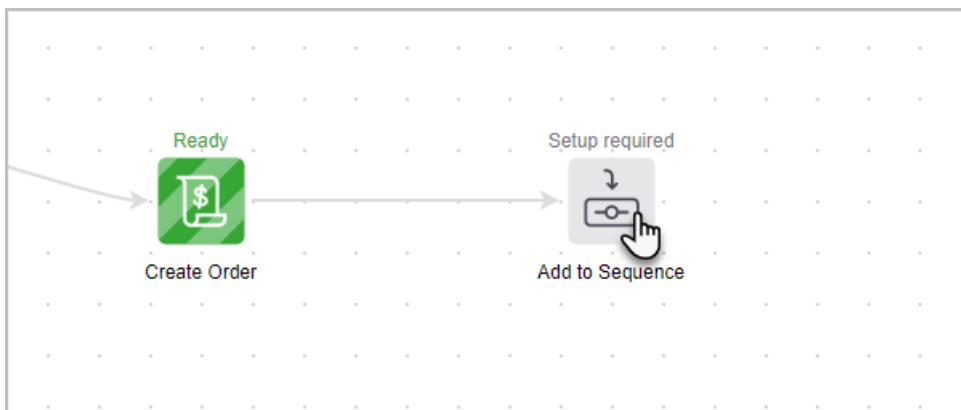 Ready
Setup required
$
Create Order
Add to Sequence